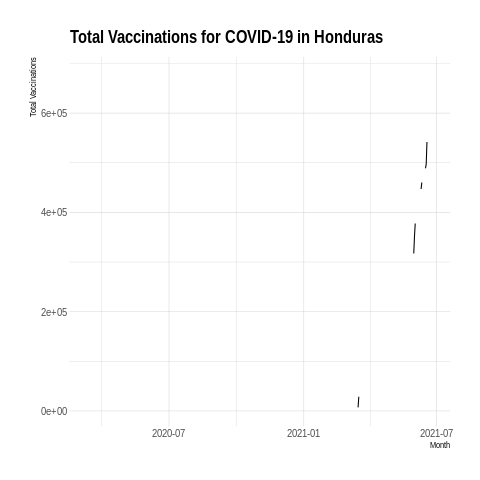 Total Vaccinations for COVID-19 in Honduras
Total Vaccinations
6e+05
4e+05
2e+05
0e+00
2020-07
2021-01
2021-07
Month